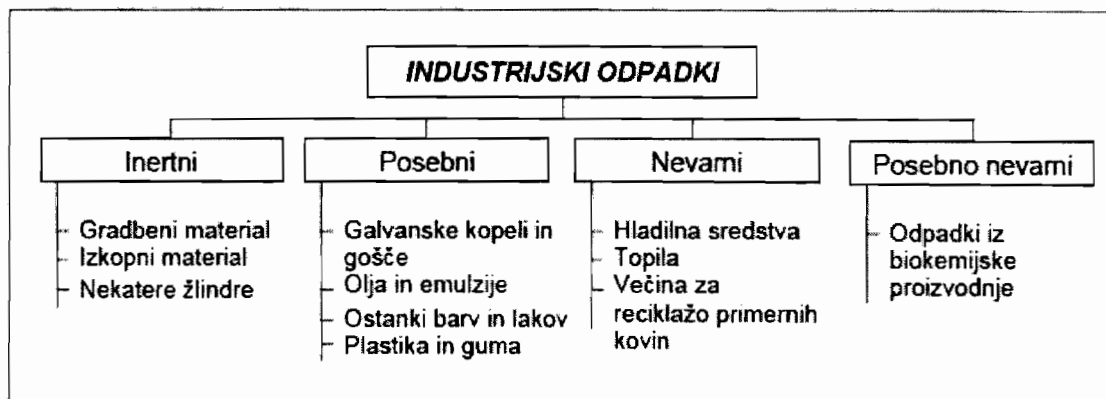 INDUSTRIJSKI ODPADKI
Inertni
Gradbeni material
Izkopni material
Nekatere žlindre
Posebni
Galvanske kopeli in
gošče
Olja in emulzije
Ostanki barv in lakov
Plastika in guma
Nevarni
Hladilna sredstva
Topila
Večina za
reciklažo primernih
kovin
Posebno nevarni
Odpadki iz
biokemijske
proizvodnje